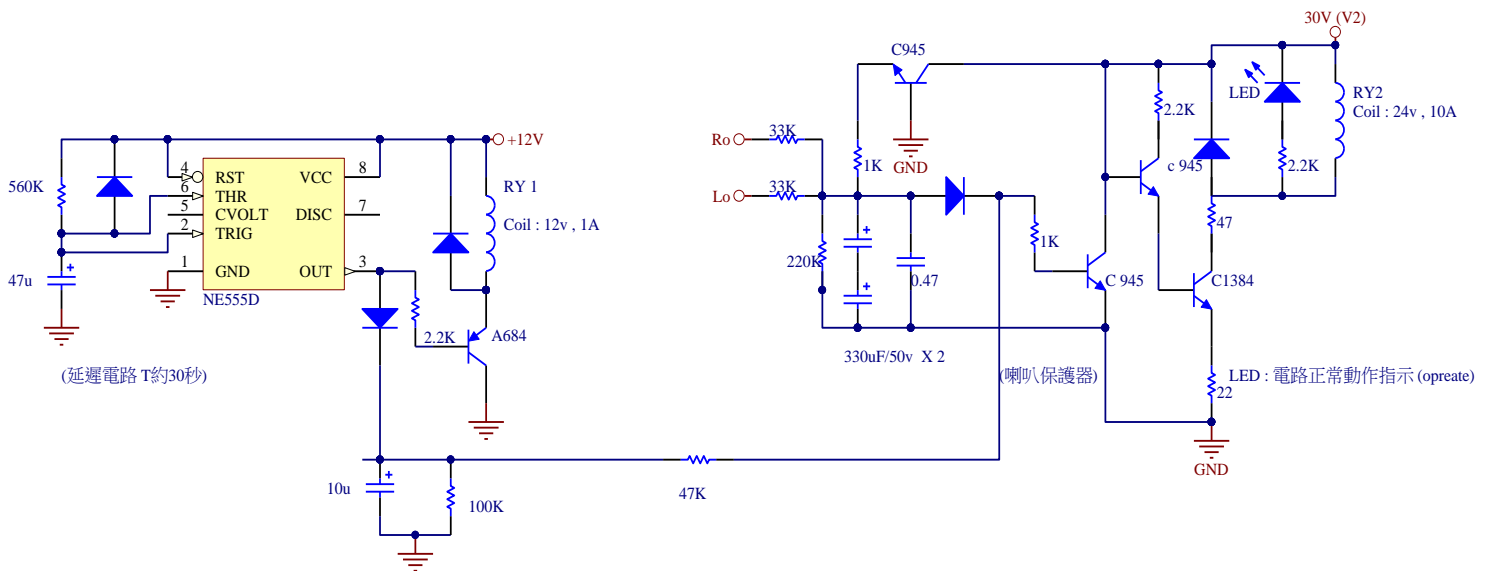 30V (V2)
C945
LED
RY2
Coil : 24v , 10A
2.2K
33K
Ro
+12V
GND
1K
c 945
2.2K
4
RST
VCC
8
RY 1
560K
6
THR
33K
Lo
5
CVOLT
DISC
7
Coil : 12v , 1A
47
2
TRIG
1K
220K
1
GND
OUT
3
47u
0.47
C 945
C1384
NE555D
2.2K
A684
330uF/50v X 2
(延遲電路 T約30秒)
(喇叭保護器)
LED : 電路正常動作指示 (opreate)
22
GND
10u
100K
47K